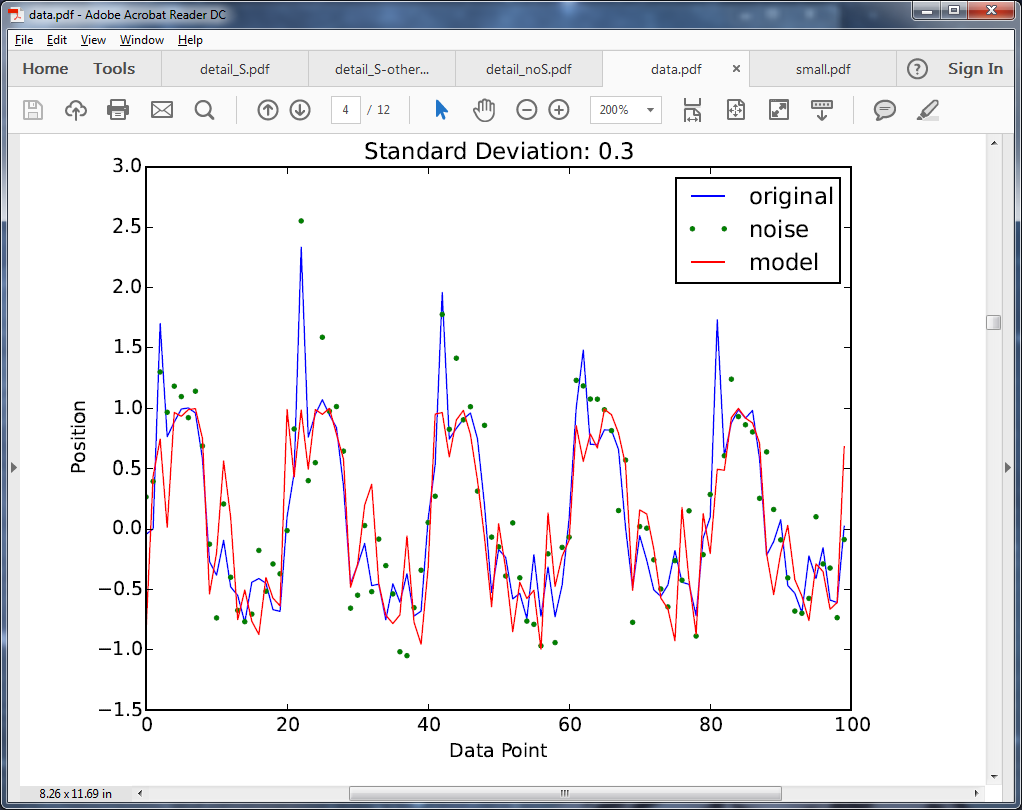 data.pdf - Adobe Acrobat Reader DC
File Edit View Window Help
Home Tools detail_S.pdf detail_S-other... detail_noS.pdf data.pdf × small.pdf ? Sign In
4 / 12 200%
Standard Deviation: 0.3
3.0
2.5
2.0
1.5
1.0
0.5
0.0
−0.5
−1.0
−1.5
Position
original
noise
model
0 20 40 60 80 100
Data Point
8.26 x 11.69 in